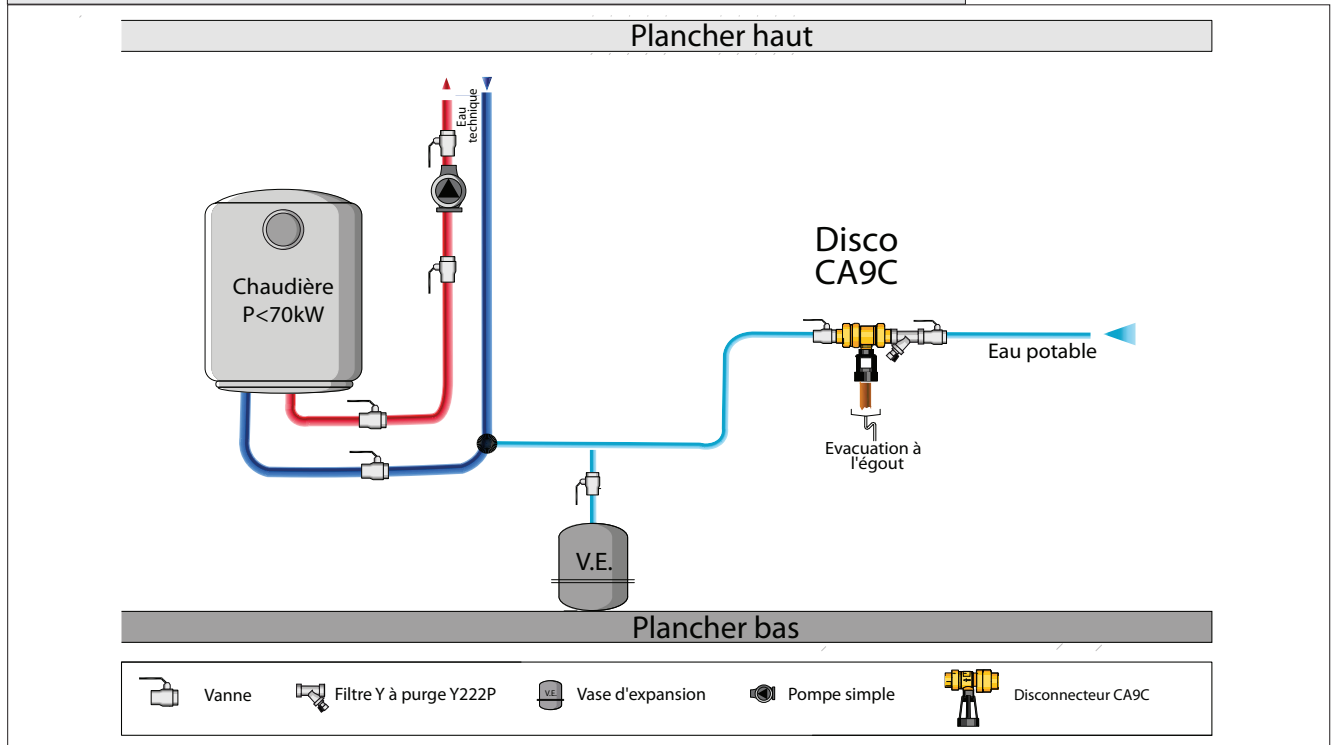 Plancher haut
Eau
technique
Disco
CA9C
Chaudière
P<70kW
Eau potable
Evacuation à
l'égout
V.E.
Plancher bas
Vanne
Filtre Y à purge Y222P
V.E.
Vase d'expansion
Pompe simple
Disconnecteur CA9C